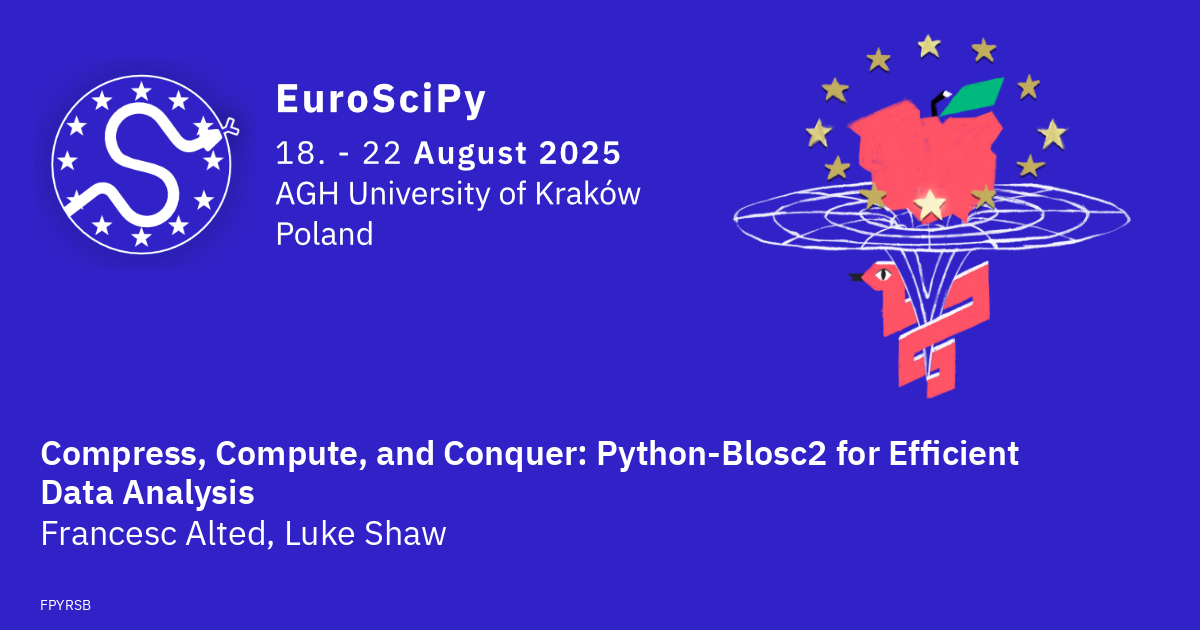 EuroSciPy
18. - 22 August 2025
AGH University of Kraków
Poland
Compress, Compute, and Conquer: Python-Blosc2 for Efficient
Data Analysis
Francesc Alted, Luke Shaw
FPYRSB